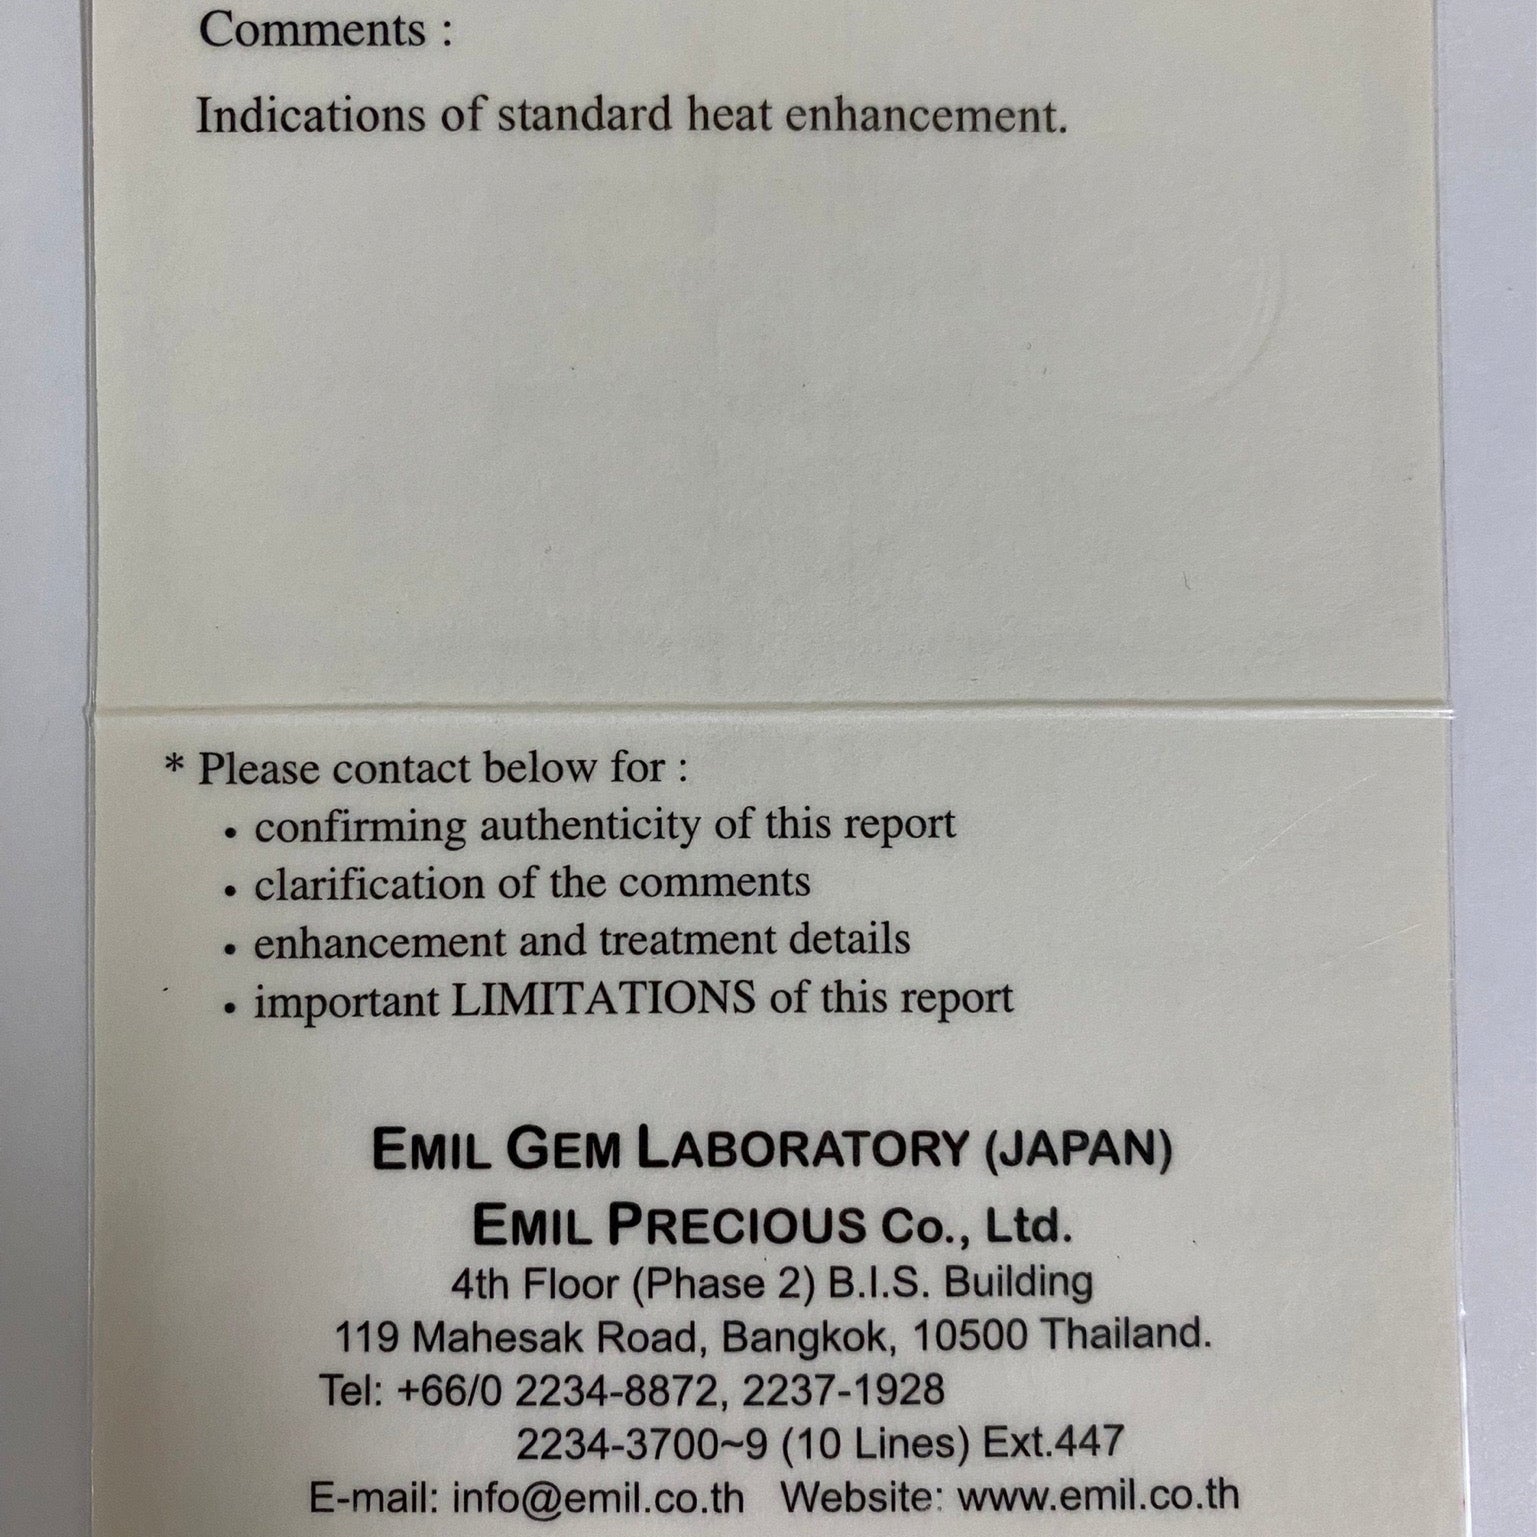 Comments :
Indications of standard heat enhancement.
* Please contact below for :
• confirming authenticity of this report
• clarification of the comments
• enhancement and treatment details
• important LIMITATIONS of this report
EMIL GEM LABORATORY (JAPAN)
EMIL PRECIOUS Co., Ltd.
4th Floor (Phase 2) B.I.S. Building
119 Mahesak Road, Bangkok, 10500 Thailand.
Tel: +66/0 2234-8872, 2237-1928
2234-3700~9 (10 Lines) Ext.447
E-mail: info@emil.co.th Website: www.emil.co.th